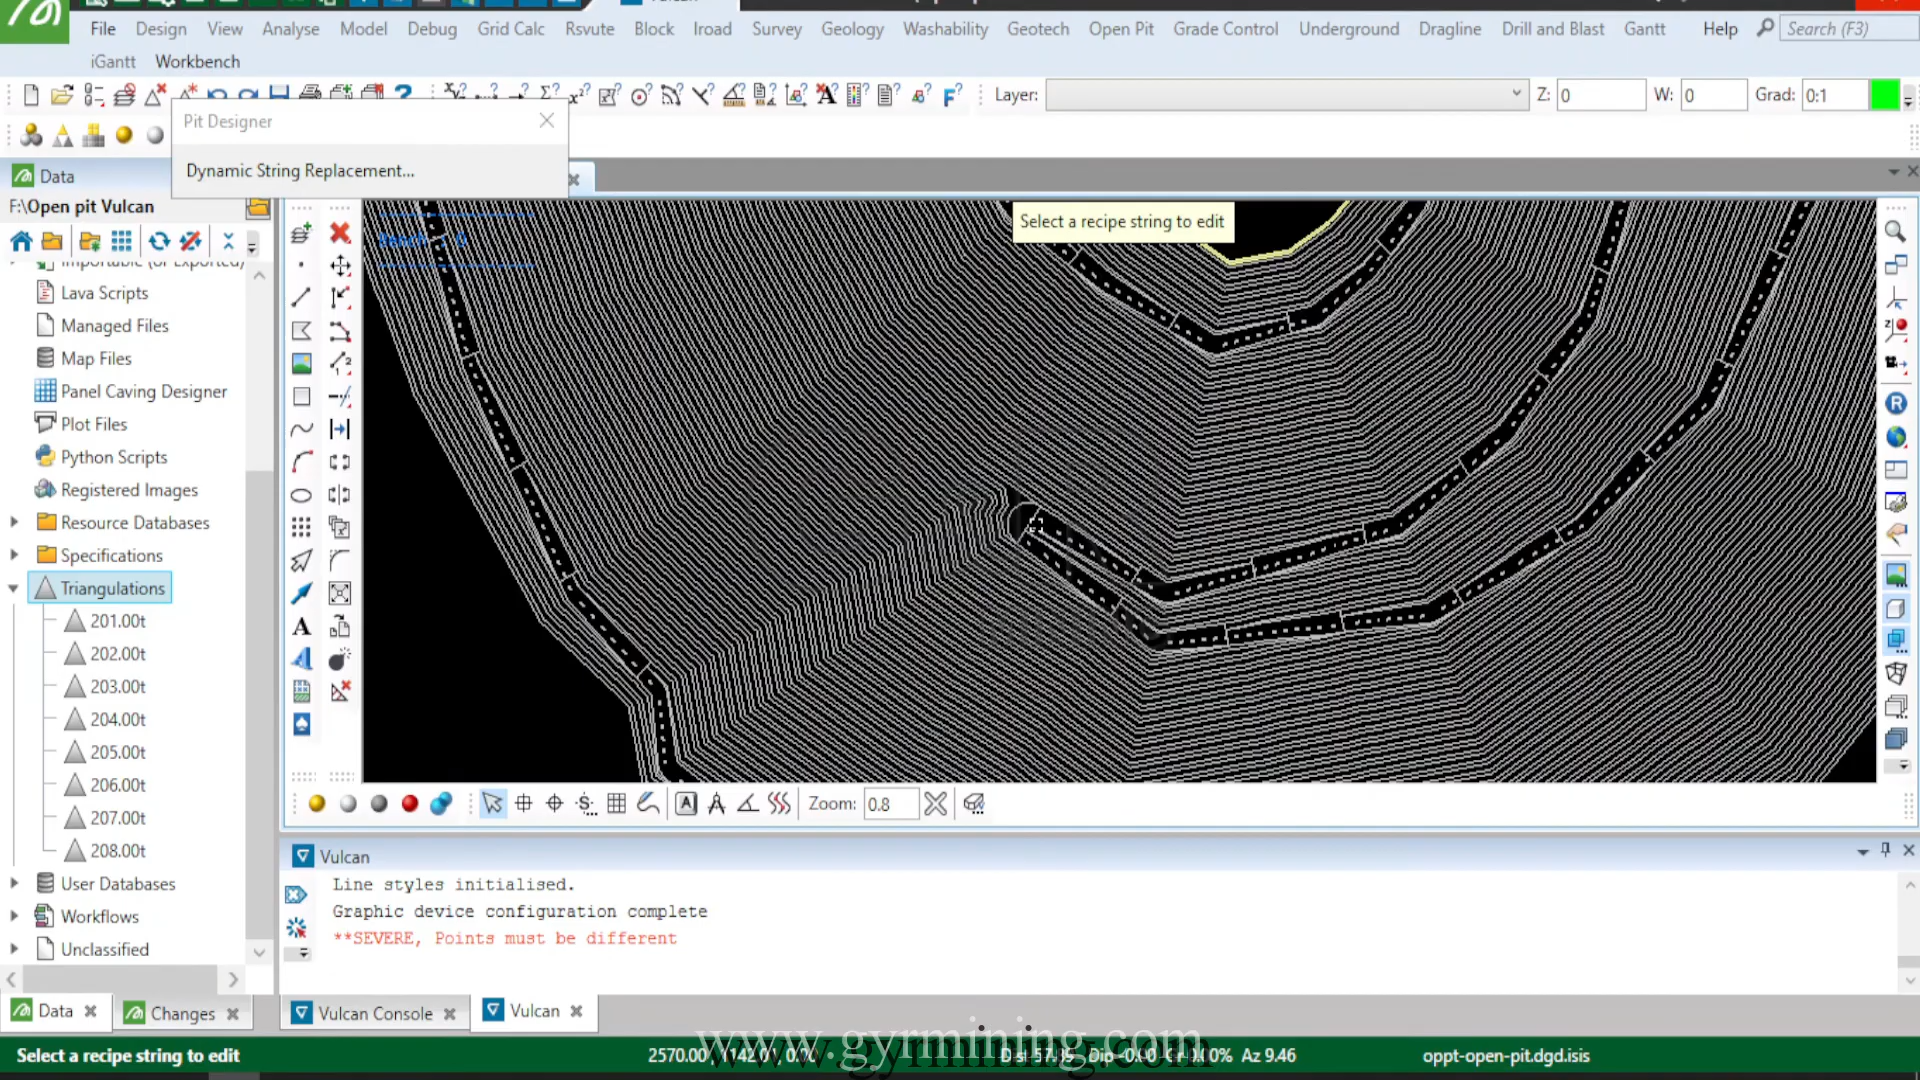 File Design View Analyse Model Debug Grid Calc Rsvute Block Iroad Survey Geology Washability Geotech Open Pit Grade Control Underground Dragline Drill and Blast Gantt Help Search (F3)
iGantt Workbench
Layer: Z: 0 W: 0 Grad: 0:1
Pit Designer
Dynamic String Replacement...
Data
F:\Open pit Vulcan
Select a recipe string to edit
Importable (or Exported)
Lava Scripts
Managed Files
Map Files
Panel Caving Designer
Plot Files
Python Scripts
Registered Images
Resource Databases
Specifications
Triangulations
201.00t
202.00t
203.00t
204.00t
205.00t
206.00t
207.00t
208.00t
User Databases
Workflows
Unclassified
Zoom: 0.8
Vulcan
Line styles initialised.
Graphic device configuration complete
**SEVERE, Points must be different
Data Changes Vulcan Console Vulcan
www.gyrmining.com
Select a recipe string to edit
Az 9.46 oppt-open-pit.dgd.isis